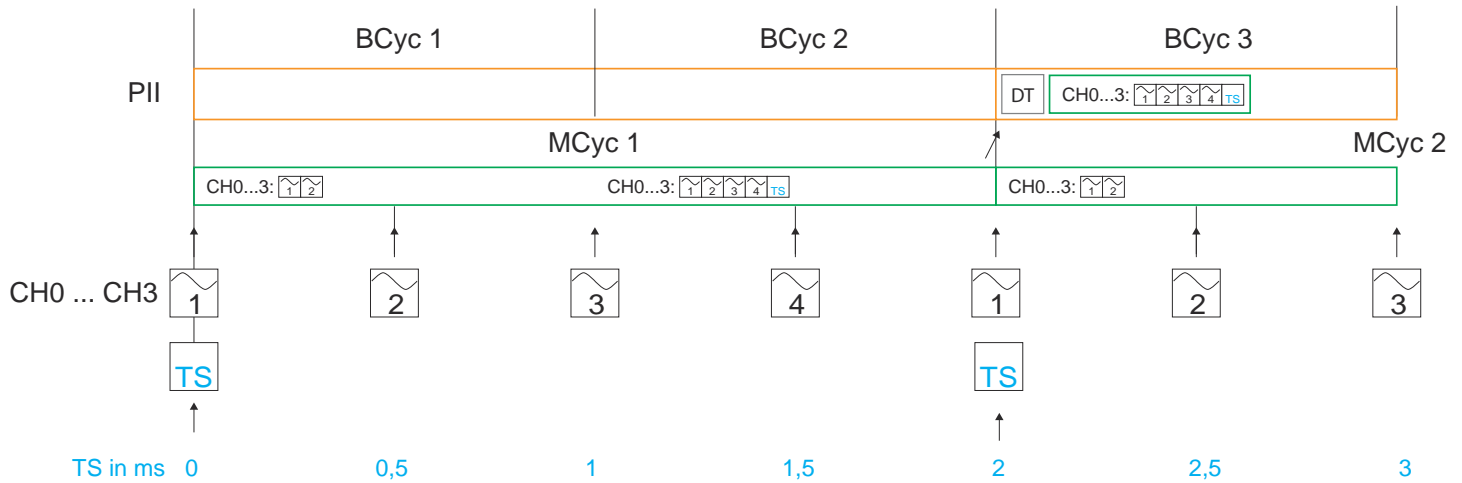 BCyc 1 BCyc 2 BCyc 3
PII DT CH0...3: 1 2 3 4 TS
MCyc 1 MCyc 2
CH0...3: 1 2 CH0...3: 1 2 3 4 TS CH0...3: 1 2
CH0 ... CH3 1 2 3 4 1 2 3
TS TS
TS in ms 0 0,5 1 1,5 2 2,5 3